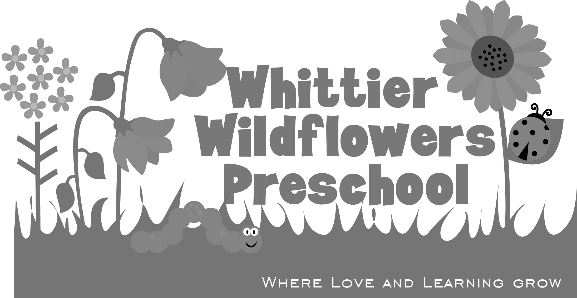 Whittier
Wildflowers
Preschool
Where Love and Learning grow